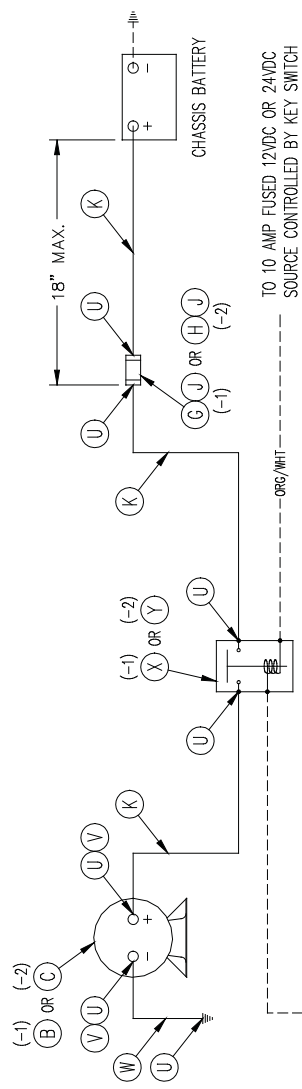 (-1) (-2)
B OR C
V U
U V
+
-
W
U
K
(-1) (-2)
X OR Y
U
U
K
U
U
G J OR H J
(-1) (-2)
18" MAX.
K
+
-
CHASSIS BATTERY
ORG/WHT
TO 10 AMP FUSED 12VDC OR 24VDC
SOURCE CONTROLLED BY KEY SWITCH